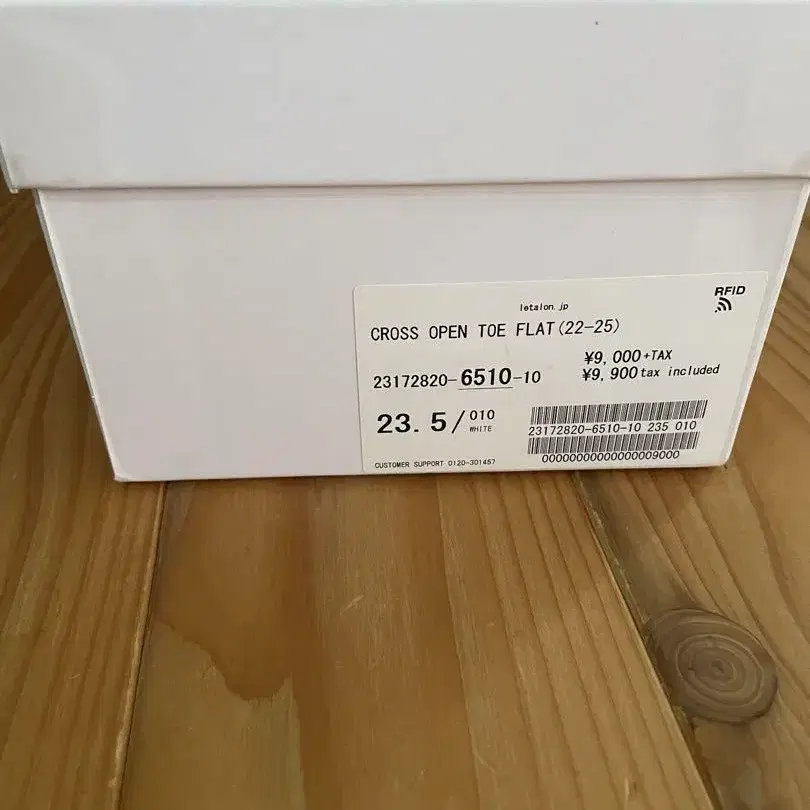 letalon.jp
RFID
CROSS OPEN TOE FLAT(22-25)
¥9,000+TAX
23172820-6510-10
¥9,900 tax included
23.5/010
WHITE
23172820-6510-10 235 010
CUSTOMER SUPPORT 0120-301457
00000000000000009000